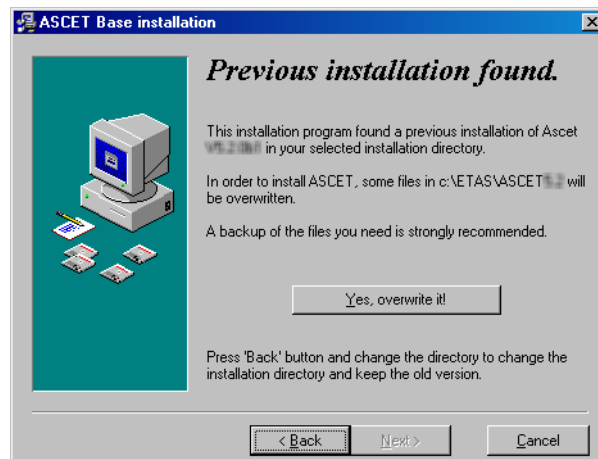 ASCET Base installation
Previous installation found.
This installation program found a previous installation of Ascet
in your selected installation directory.
In order to install ASCET, some files in c:\ETAS\ASCET will
be overwritten.
A backup of the files you need is strongly recommended.
Yes, overwrite it!
Press 'Back' button and change the directory to change the
installation directory and keep the old version.
< Back
Next >
Cancel